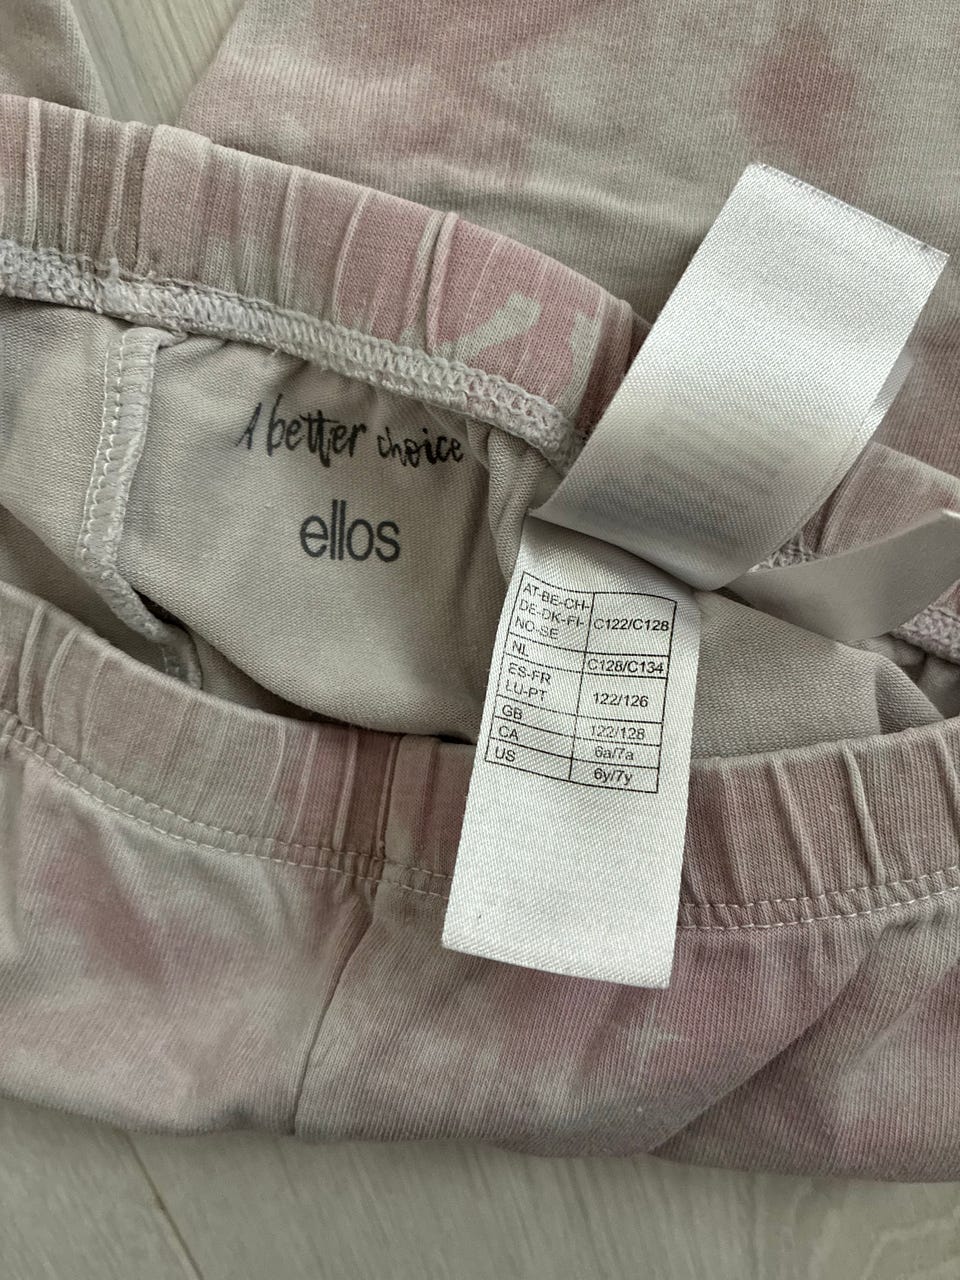 A better choice
ellos
AT-BE-CH-
DE-DK-FI-
NO-SE
C122/C128
NL
C128/C134
ES-FR
LU-PT
122/126
GB
122/128
CA
6a/7a
US
6y/7y